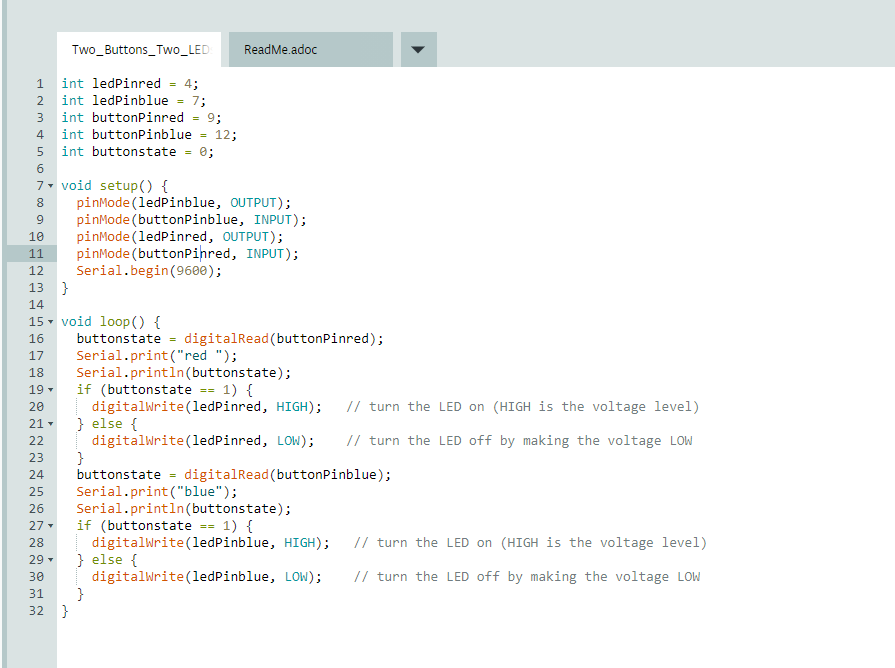 Two_Buttons_Two_LED
ReadMe.adoc
1 int ledPinred = 4;
2 int ledPinblue = 7;
3 int buttonPinred = 9;
4 int buttonPinblue = 12;
5 int buttonstate = 0;
6
7 void setup() {
8   pinMode(ledPinblue, OUTPUT);
9   pinMode(buttonPinblue, INPUT);
10   pinMode(ledPinred, OUTPUT);
11   pinMode(buttonPinred, INPUT);
12   Serial.begin(9600);
13 }
14
15 void loop() {
16   buttonstate = digitalRead(buttonPinred);
17   Serial.print("red ");
18   Serial.println(buttonstate);
19   if (buttonstate == 1) {
20     digitalWrite(ledPinred, HIGH);   // turn the LED on (HIGH is the voltage level)
21   } else {
22     digitalWrite(ledPinred, LOW);    // turn the LED off by making the voltage LOW
23   }
24   buttonstate = digitalRead(buttonPinblue);
25   Serial.print("blue");
26   Serial.println(buttonstate);
27   if (buttonstate == 1) {
28     digitalWrite(ledPinblue, HIGH);   // turn the LED on (HIGH is the voltage level)
29   } else {
30     digitalWrite(ledPinblue, LOW);    // turn the LED off by making the voltage LOW
31   }
32 }